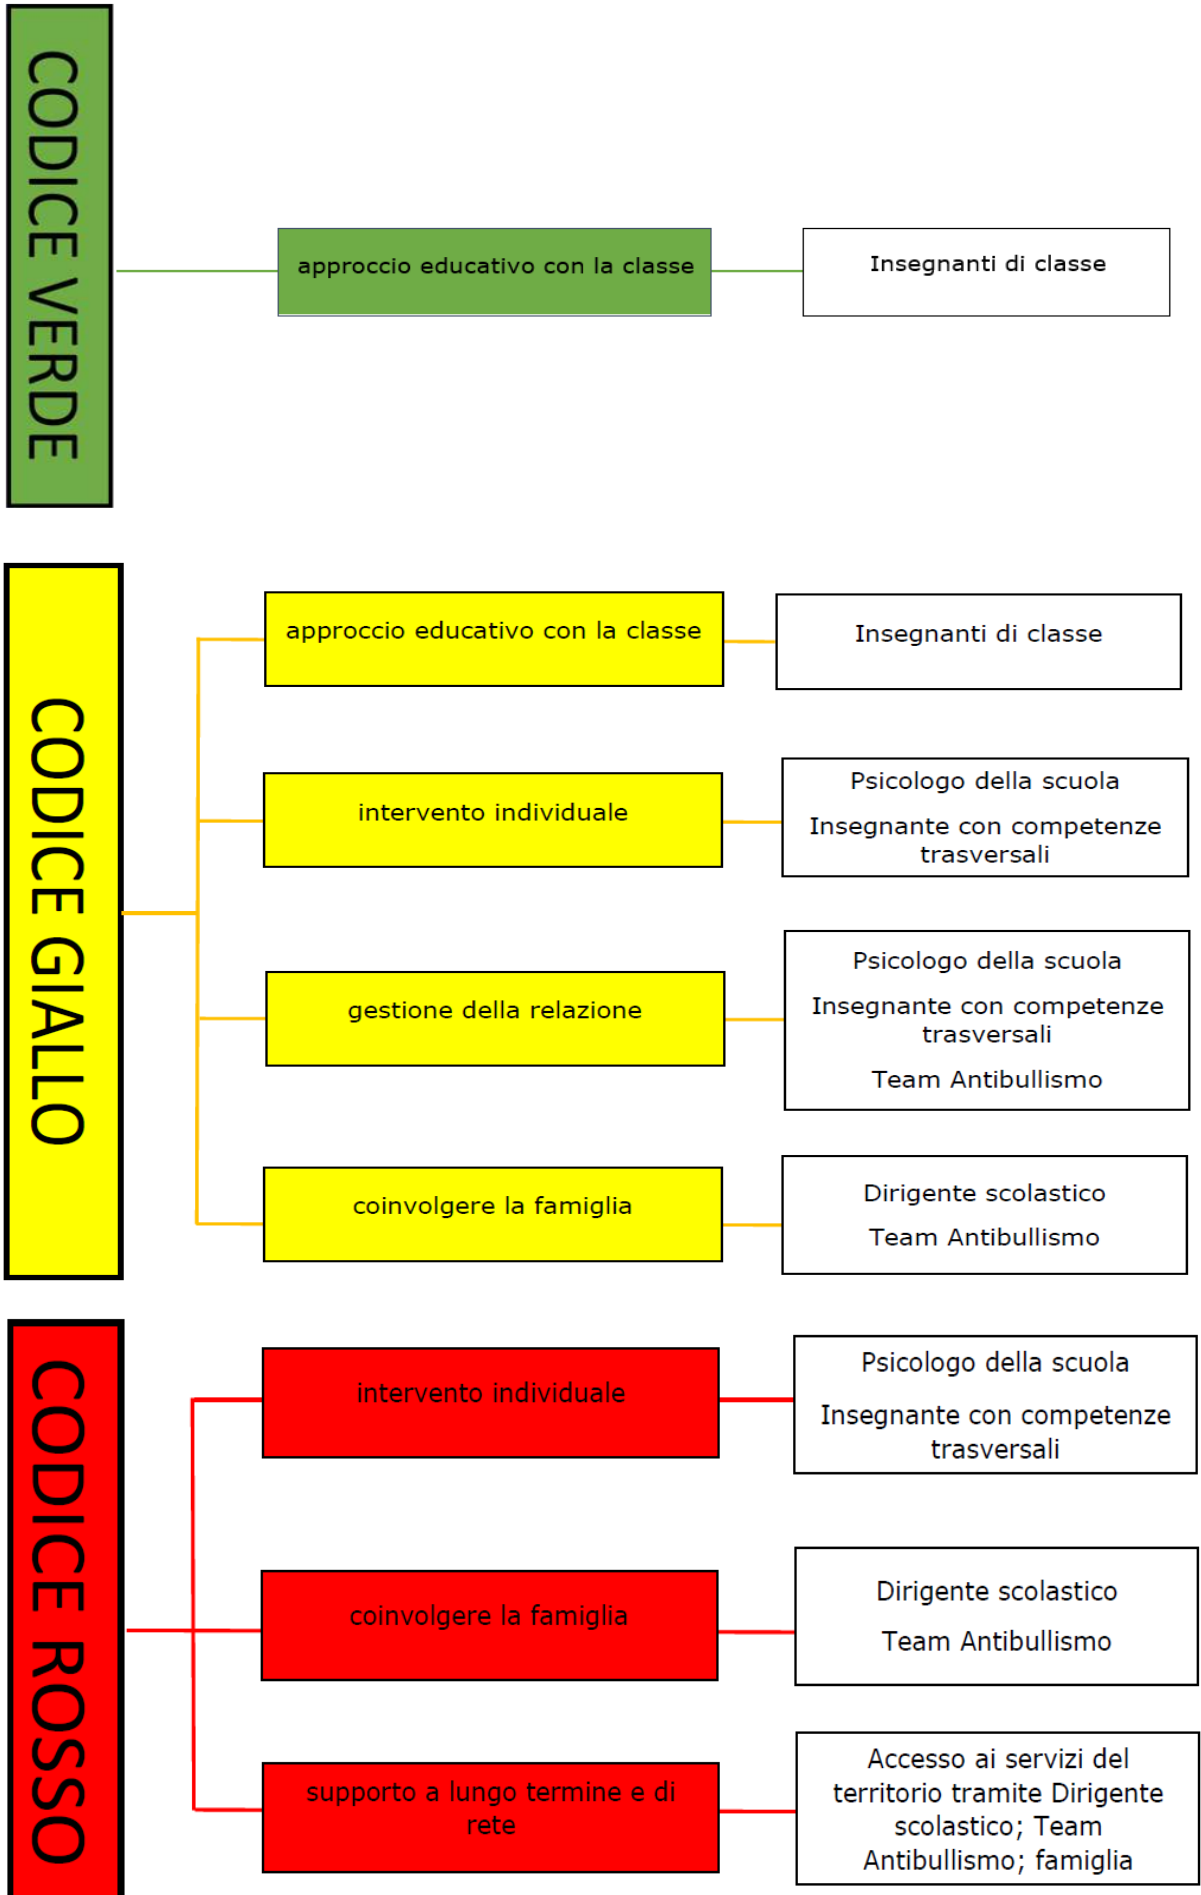 CODICE VERDE
approccio educativo con la classe
Insegnanti di classe
CODICE GIALLO
approccio educativo con la classe
Insegnanti di classe
intervento individuale
Psicologo della scuola
Insegnante con competenze
trasversali
gestione della relazione
Psicologo della scuola
Insegnante con competenze
trasversali
Team Antibullismo
coinvolgere la famiglia
Dirigente scolastico
Team Antibullismo
CODICE ROSSO
intervento individuale
Psicologo della scuola
Insegnante con competenze
trasversali
coinvolgere la famiglia
Dirigente scolastico
Team Antibullismo
supporto a lungo termine e di
rete
Accesso ai servizi del
territorio tramite Dirigente
scolastico; Team
Antibullismo; famiglia